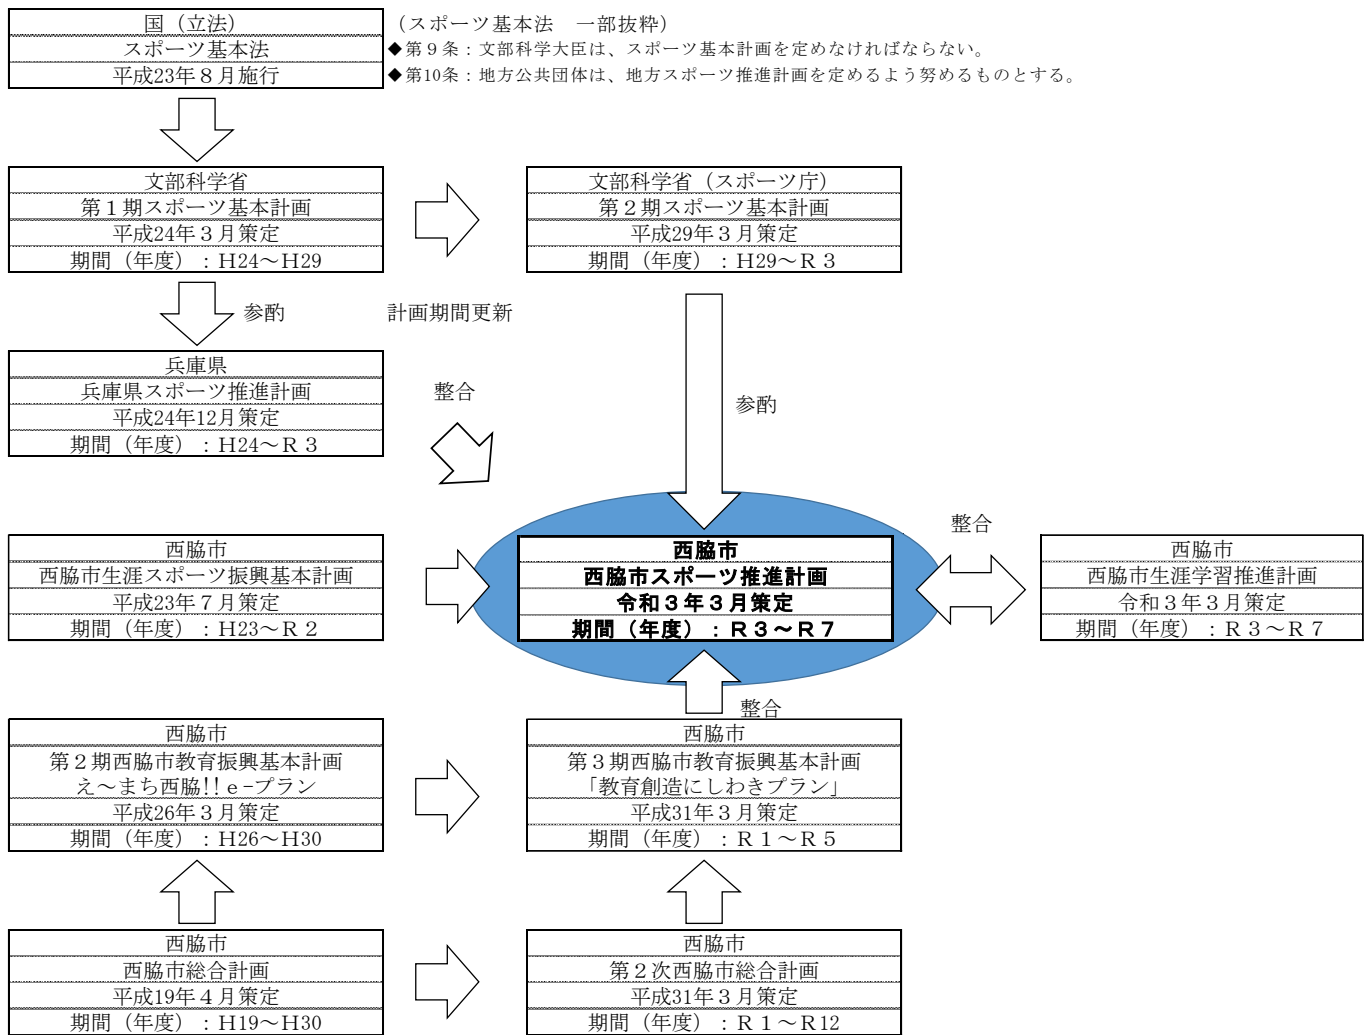 国（立法）
スポーツ基本法
平成23年８月施行
（スポーツ基本法　一部抜粋）
◆第９条：文部科学大臣は、スポーツ基本計画を定めなければならない。
◆第10条：地方公共団体は、地方スポーツ推進計画を定めるよう努めるものとする。
文部科学省
第１期スポーツ基本計画
平成24年３月策定
期間（年度）：H24～H29
文部科学省（スポーツ庁）
第２期スポーツ基本計画
平成29年３月策定
期間（年度）：H29～Ｒ３
参酌
計画期間更新
兵庫県
兵庫県スポーツ推進計画
平成24年12月策定
期間（年度）：H24～Ｒ３
整合
参酌
西脇市
西脇市生涯スポーツ振興基本計画
平成23年７月策定
期間（年度）：H23～Ｒ２
西脇市
西脇市スポーツ推進計画
令和３年３月策定
期間（年度）：Ｒ３～Ｒ７
整合
西脇市
西脇市生涯学習推進計画
令和３年３月策定
期間（年度）：Ｒ３～Ｒ７
整合
西脇市
第２期西脇市教育振興基本計画
え～まち西脇!!ｅ-プラン
平成26年３月策定
期間（年度）：H26～H30
西脇市
第３期西脇市教育振興基本計画
「教育創造にしわきプラン」
平成31年３月策定
期間（年度）：Ｒ１～Ｒ５
西脇市
西脇市総合計画
平成19年４月策定
期間（年度）：H19～H30
西脇市
第２次西脇市総合計画
平成31年３月策定
期間（年度）：Ｒ１～Ｒ12